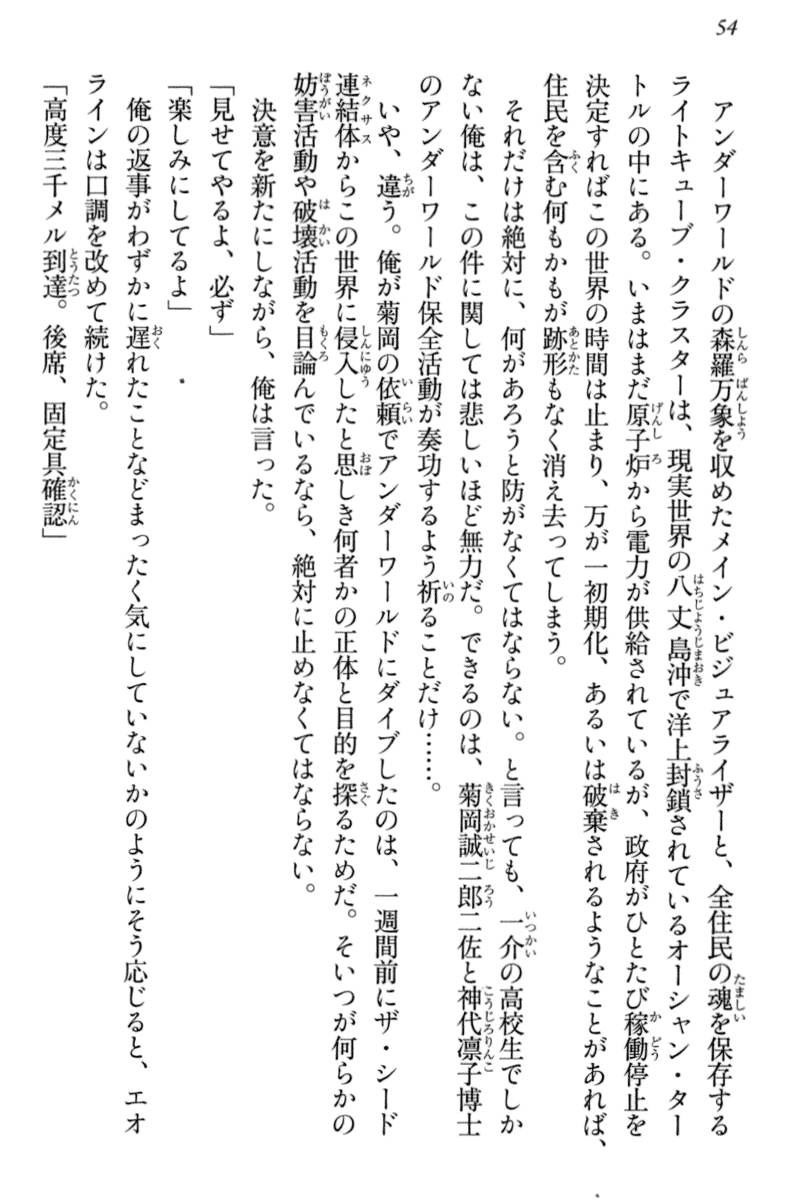 54
アンダーワールドの森羅万象を収めたメイン・ビジュアライザーと、全住民の魂を保存する
ライトキューブ・クラスターは、現実世界の八丈島沖で洋上封鎖されているオーシャン・ター
トルの中にある。いまはまだ原子炉から電力が供給されているが、政府がひとたび稼働停止を
決定すればこの世界の時間は止まり、万が一初期化、あるいは破棄されるようなことがあれば、
住民を含む何もかもが跡形もなく消え去ってしまう。
それだけは絶対に、何があろうと防がなくてはならない。と言っても、一介の高校生でしか
ない俺は、この件に関しては悲しいほど無力だ。できるのは、菊岡誠二郎二佐と神代凛子博士
のアンダーワールド保全活動が奏功するよう祈ることだけ……。
いや、違う。俺が菊岡の依頼でアンダーワールドにダイブしたのは、一週間前にザ・シード
連結体からこの世界に侵入したと思しき何者かの正体と目的を探るためだ。そいつが何らかの
妨害活動や破壊活動を目論んでいるなら、絶対に止めなくてはならない。
決意を新たにしながら、俺は言った。
「見せてやるよ、必ず」
「楽しみにしてるよ」
俺の返事がわずかに遅れたことなどまったく気にしていないかのようにそう応じると、エオ
ラインは口調を改めて続けた。
「高度三千メル到達。後席、固定具確認」